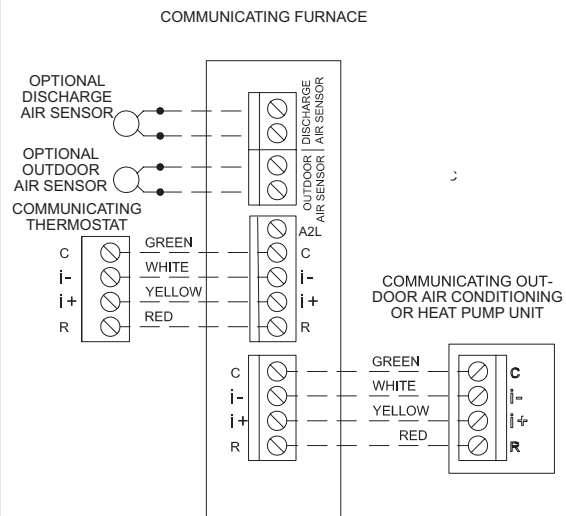 COMMUNICATING FURNACE
OPTIONAL
DISCHARGE
AIR SENSOR
DISCHARGE
AIR SENSOR
OPTIONAL
OUTDOOR
AIR SENSOR
OUTDOOR
AIR SENSOR
COMMUNICATING
THERMOSTAT
A2L
C GREEN C
i- WHITE i-
i+ YELLOW i+
R RED R
COMMUNICATING OUT-
DOOR AIR CONDITIONING
OR HEAT PUMP UNIT
C GREEN C
i- WHITE i-
i+ YELLOW i+
R RED R